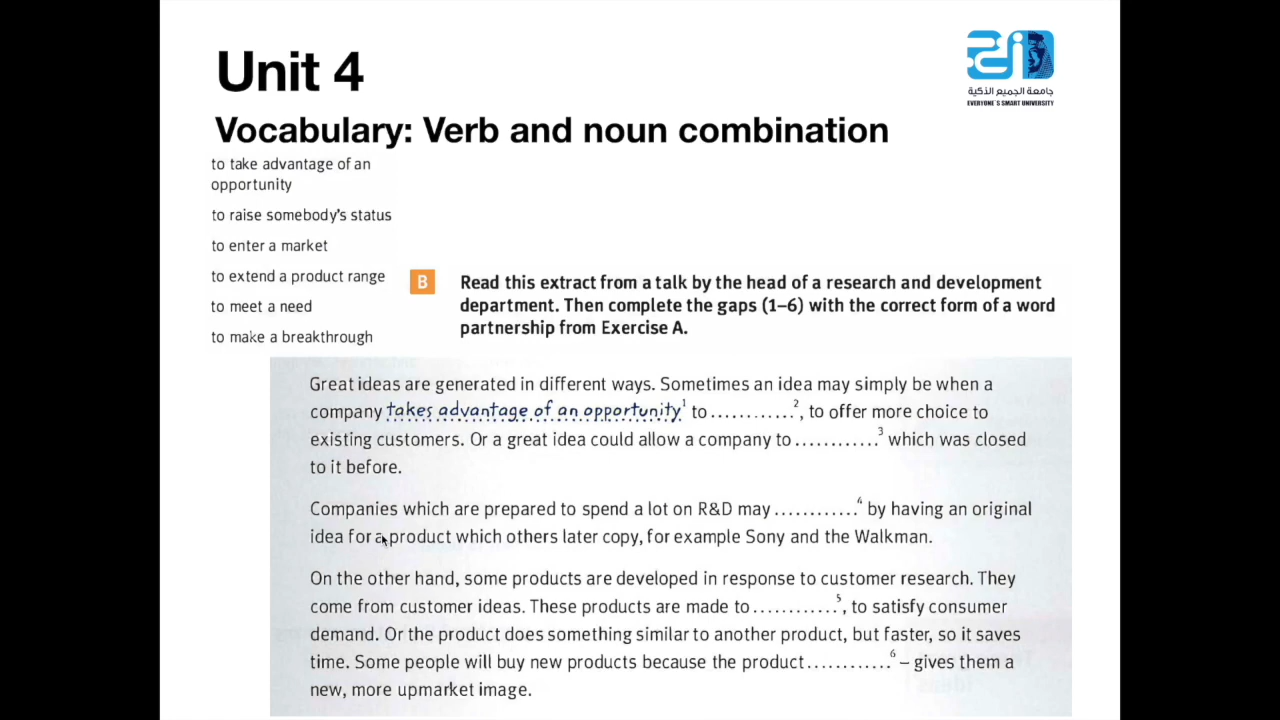 Unit 4
جامعة الجميع الذكية
EVERYONE'S SMART UNIVERSITY
Vocabulary: Verb and noun combination
to take advantage of an
opportunity
to raise somebody's status
to enter a market
to extend a product range
to meet a need
to make a breakthrough
B
Read this extract from a talk by the head of a research and development
department. Then complete the gaps (1–6) with the correct form of a word
partnership from Exercise A.
Great ideas are generated in different ways. Sometimes an idea may simply be when a
company takes advantage of an opportunity¹ to ............², to offer more choice to
existing customers. Or a great idea could allow a company to ............³ which was closed
to it before.
Companies which are prepared to spend a lot on R&D may ............⁴ by having an original
idea for a product which others later copy, for example Sony and the Walkman.
On the other hand, some products are developed in response to customer research. They
come from customer ideas. These products are made to ............⁵, to satisfy consumer
demand. Or the product does something similar to another product, but faster, so it saves
time. Some people will buy new products because the product ............⁶ – gives them a
new, more upmarket image.